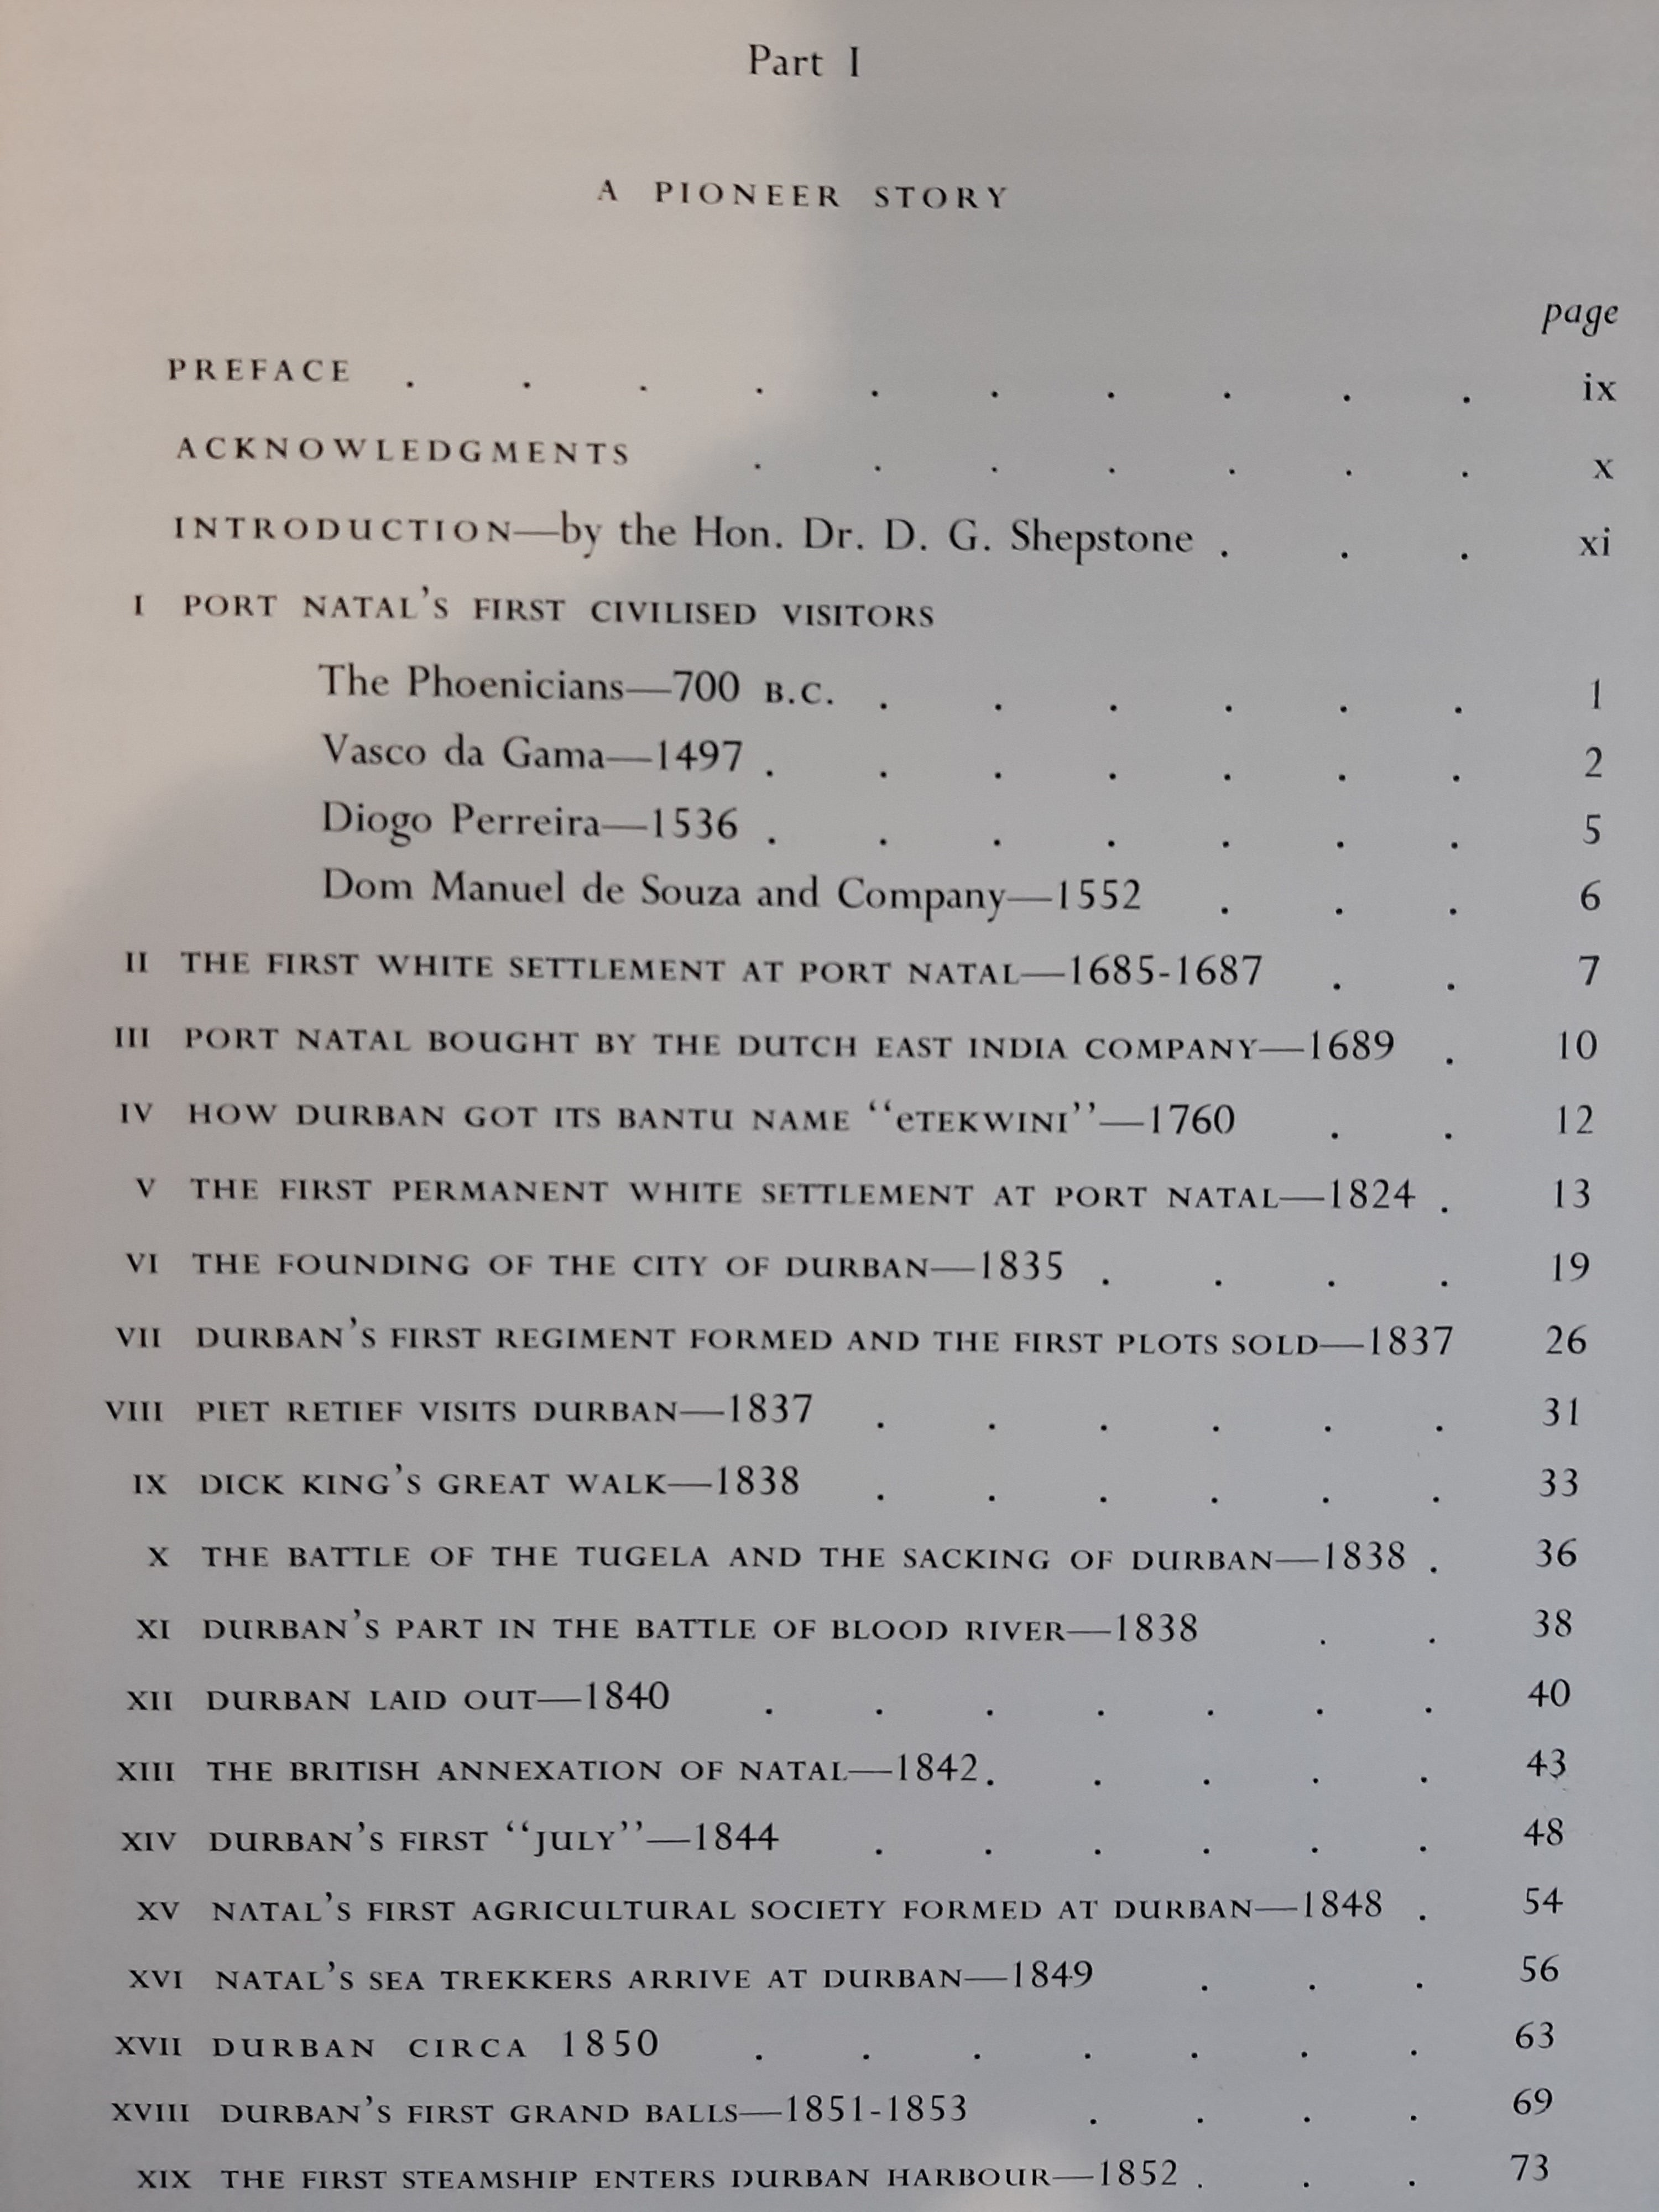 Part I
A PIONEER STORY
page
PREFACE . . . . . . . . . . ix
ACKNOWLEDGMENTS . . . . . . . x
INTRODUCTION—by the Hon. Dr. D. G. Shepstone . . . xi
I PORT NATAL'S FIRST CIVILISED VISITORS
The Phoenicians—700 B.C. . . . . . . 1
Vasco da Gama—1497 . . . . . . . 2
Diogo Perreira—1536 . . . . . . . 5
Dom Manuel de Souza and Company—1552 . . . 6
II THE FIRST WHITE SETTLEMENT AT PORT NATAL—1685-1687 . . 7
III PORT NATAL BOUGHT BY THE DUTCH EAST INDIA COMPANY—1689 . 10
IV HOW DURBAN GOT ITS BANTU NAME "eTEKWINI"—1760 . . 12
V THE FIRST PERMANENT WHITE SETTLEMENT AT PORT NATAL—1824 . 13
VI THE FOUNDING OF THE CITY OF DURBAN—1835 . . . . 19
VII DURBAN'S FIRST REGIMENT FORMED AND THE FIRST PLOTS SOLD—1837 26
VIII PIET RETIEF VISITS DURBAN—1837 . . . . . . 31
IX DICK KING'S GREAT WALK—1838 . . . . . . 33
X THE BATTLE OF THE TUGELA AND THE SACKING OF DURBAN—1838 . 36
XI DURBAN'S PART IN THE BATTLE OF BLOOD RIVER—1838 . . 38
XII DURBAN LAID OUT—1840 . . . . . . . 40
XIII THE BRITISH ANNEXATION OF NATAL—1842. . . . . 43
XIV DURBAN'S FIRST "JULY"—1844 . . . . . . 48
XV NATAL'S FIRST AGRICULTURAL SOCIETY FORMED AT DURBAN—1848 . 54
XVI NATAL'S SEA TREKKERS ARRIVE AT DURBAN—1849 . . . 56
XVII DURBAN CIRCA 1850 . . . . . . . 63
XVIII DURBAN'S FIRST GRAND BALLS—1851-1853 . . . . 69
XIX THE FIRST STEAMSHIP ENTERS DURBAN HARBOUR—1852 . . . 73